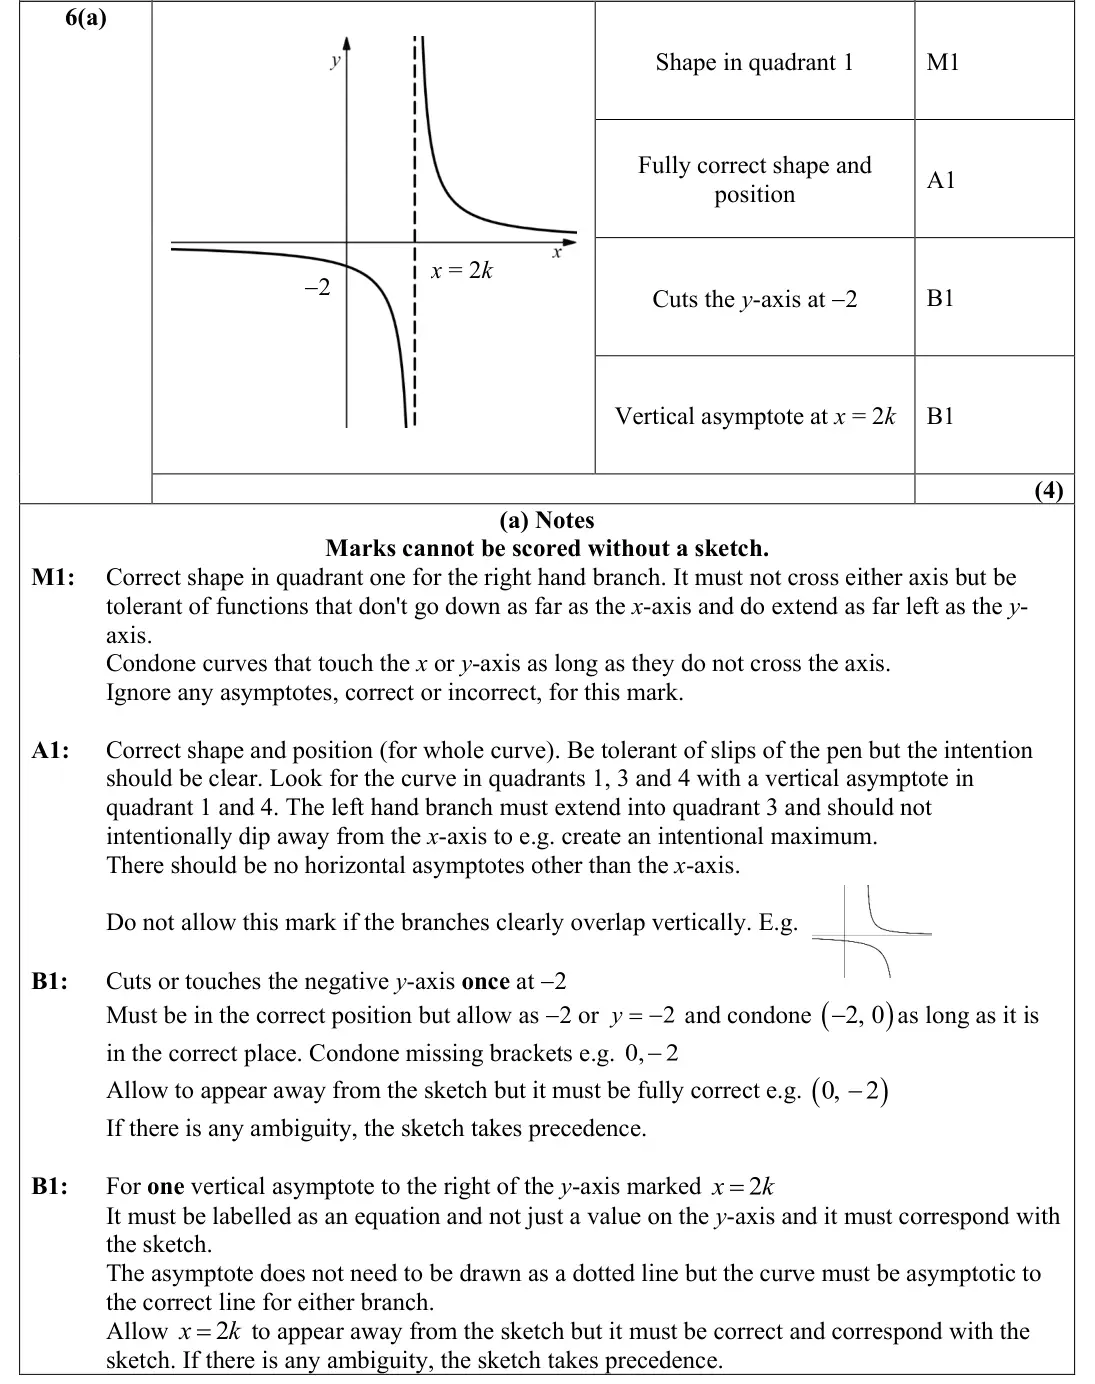 6(a)
y
x
x = 2k
−2
Shape in quadrant 1
M1
Fully correct shape and
position
A1
Cuts the y-axis at −2
B1
Vertical asymptote at x = 2k
B1
(4)
(a) Notes
Marks cannot be scored without a sketch.
M1: Correct shape in quadrant one for the right hand branch. It must not cross either axis but be
tolerant of functions that don't go down as far as the x-axis and do extend as far left as the y-
axis.
Condone curves that touch the x or y-axis as long as they do not cross the axis.
Ignore any asymptotes, correct or incorrect, for this mark.
A1: Correct shape and position (for whole curve). Be tolerant of slips of the pen but the intention
should be clear. Look for the curve in quadrants 1, 3 and 4 with a vertical asymptote in
quadrant 1 and 4. The left hand branch must extend into quadrant 3 and should not
intentionally dip away from the x-axis to e.g. create an intentional maximum.
There should be no horizontal asymptotes other than the x-axis.
Do not allow this mark if the branches clearly overlap vertically. E.g.
B1: Cuts or touches the negative y-axis once at −2
Must be in the correct position but allow as −2 or y = −2 and condone (−2, 0) as long as it is
in the correct place. Condone missing brackets e.g. 0, − 2
Allow to appear away from the sketch but it must be fully correct e.g. (0, − 2)
If there is any ambiguity, the sketch takes precedence.
B1: For one vertical asymptote to the right of the y-axis marked x = 2k
It must be labelled as an equation and not just a value on the y-axis and it must correspond with
the sketch.
The asymptote does not need to be drawn as a dotted line but the curve must be asymptotic to
the correct line for either branch.
Allow x = 2k to appear away from the sketch but it must be correct and correspond with the
sketch. If there is any ambiguity, the sketch takes precedence.